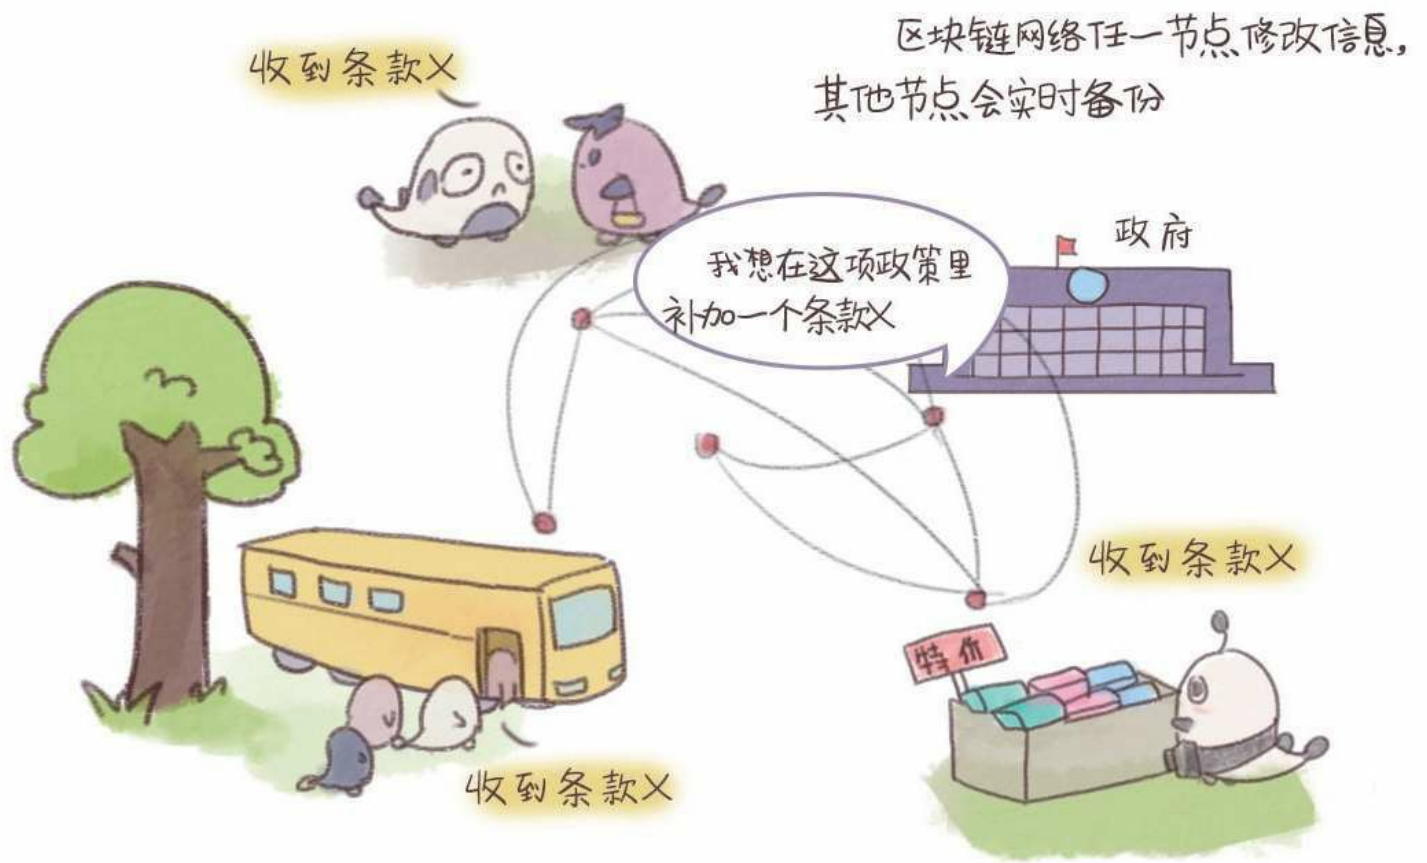 区块链网络任一节点修改信息,
其他节点会实时备份
收到条款X
政府
我想在这项政策里
补加一个条款X
收到条款X
特价
收到条款X